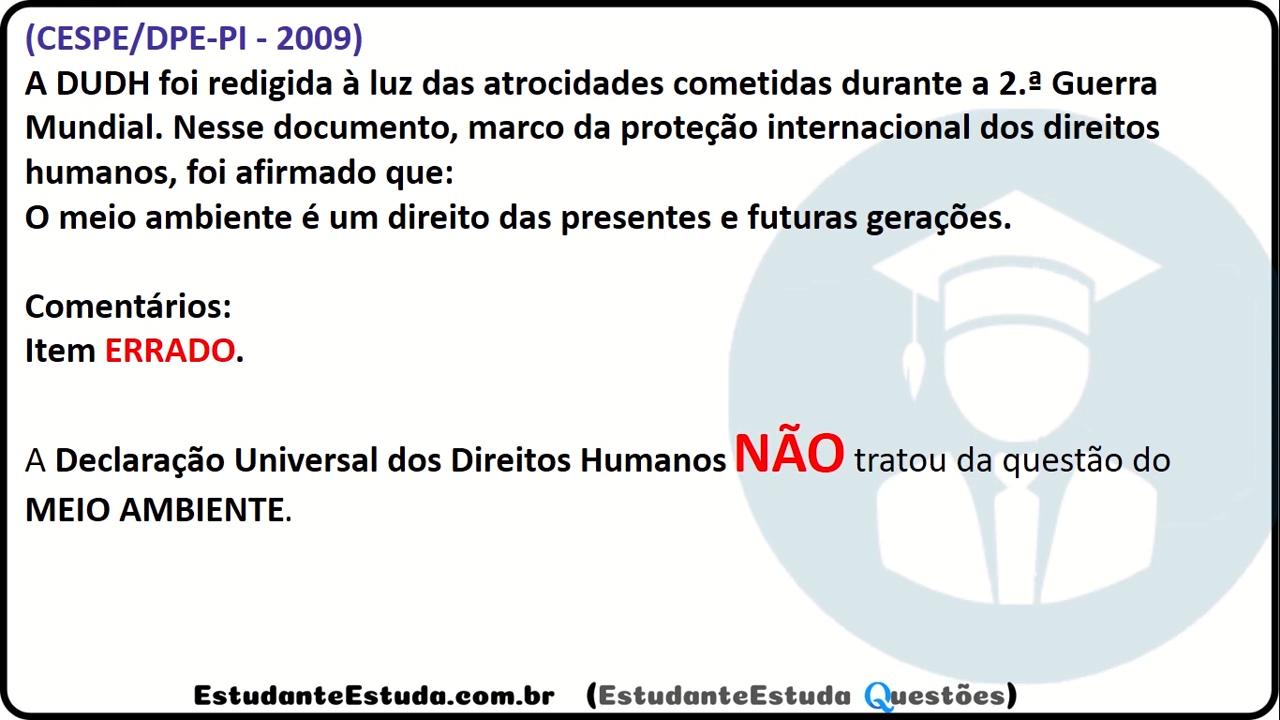 (CESPE/DPE-PI - 2009)
A DUDH foi redigida à luz das atrocidades cometidas durante a 2.ª Guerra
Mundial. Nesse documento, marco da proteção internacional dos direitos
humanos, foi afirmado que:
O meio ambiente é um direito das presentes e futuras gerações.
Comentários:
Item ERRADO.
A Declaração Universal dos Direitos Humanos NÃO tratou da questão do
MEIO AMBIENTE.
EstudanteEstuda.com.br (EstudanteEstuda Questões)